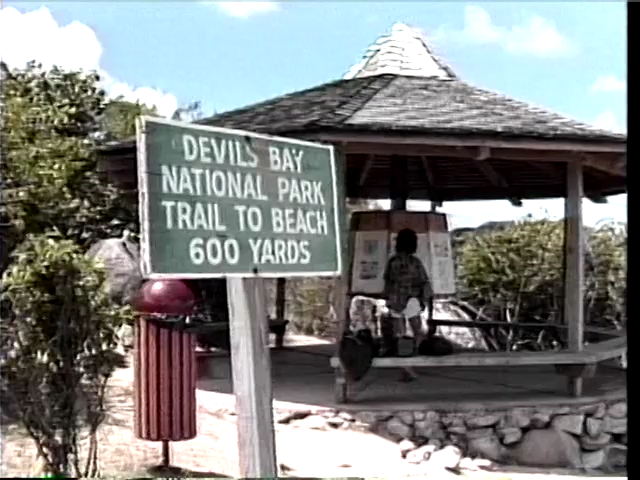 DEVILS BAY
NATIONAL PARK
TRAIL TO BEACH
600 YARDS